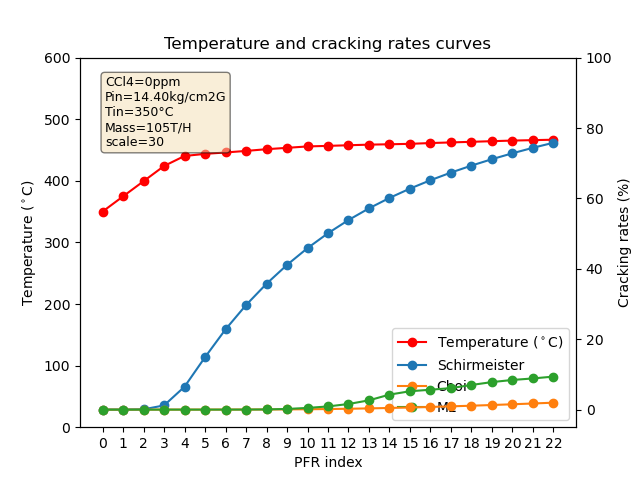 Temperature and cracking rates curves
CCl4=0ppm
Pin=14.40kg/cm2G
Tin=350°C
Mass=105T/H
scale=30
600
500
400
300
200
100
0
Temperature (°C)
100
80
60
40
20
0
Cracking rates (%)
Temperature (°C)
Schirmeister
Choi
0 1 2 3 4 5 6 7 8 9 10 11 12 13 14 15 16 17 18 19 20 21 22
PFR index